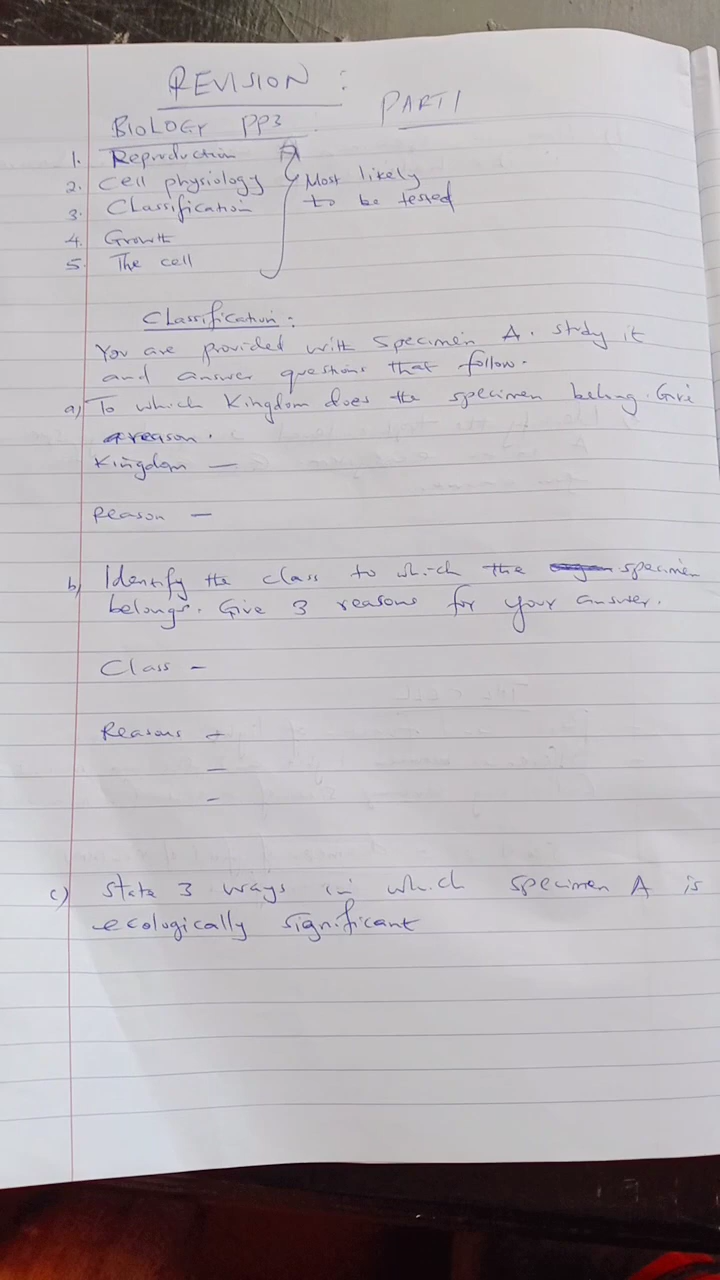 REVISION :
PART 1
BIOLOGY PP3
1. Reproduction
2. Cell physiology
3. Classification
4. Growth
5. The cell
Most likely
to be tested
Classification :
You are provided with specimen A. study it
and answer questions that follow.
a) To which Kingdom does the specimen belong. Give
a reason.
Kingdom —
Reason —
b) Identify the class to which the specimen
belongs. Give 3 reasons for your answer.
Class —
Reasons —
—
—
c) State 3 ways in which specimen A is
ecologically significant